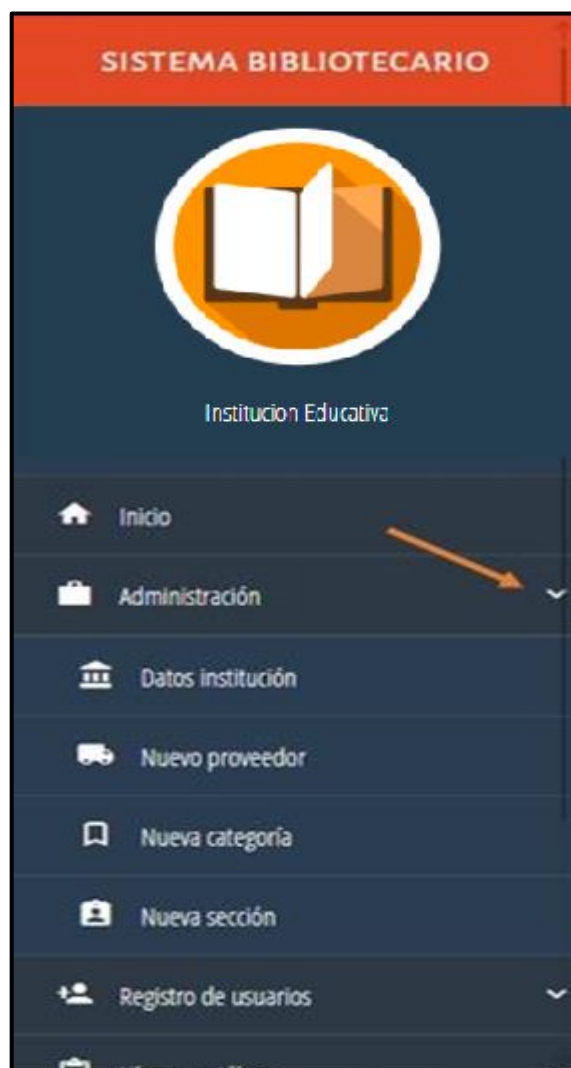 SISTEMA BIBLIOTECARIO
Institucion Educativa
Inicio
Administración
Datos institución
Nuevo proveedor
Nueva categoría
Nueva sección
Registro de usuarios